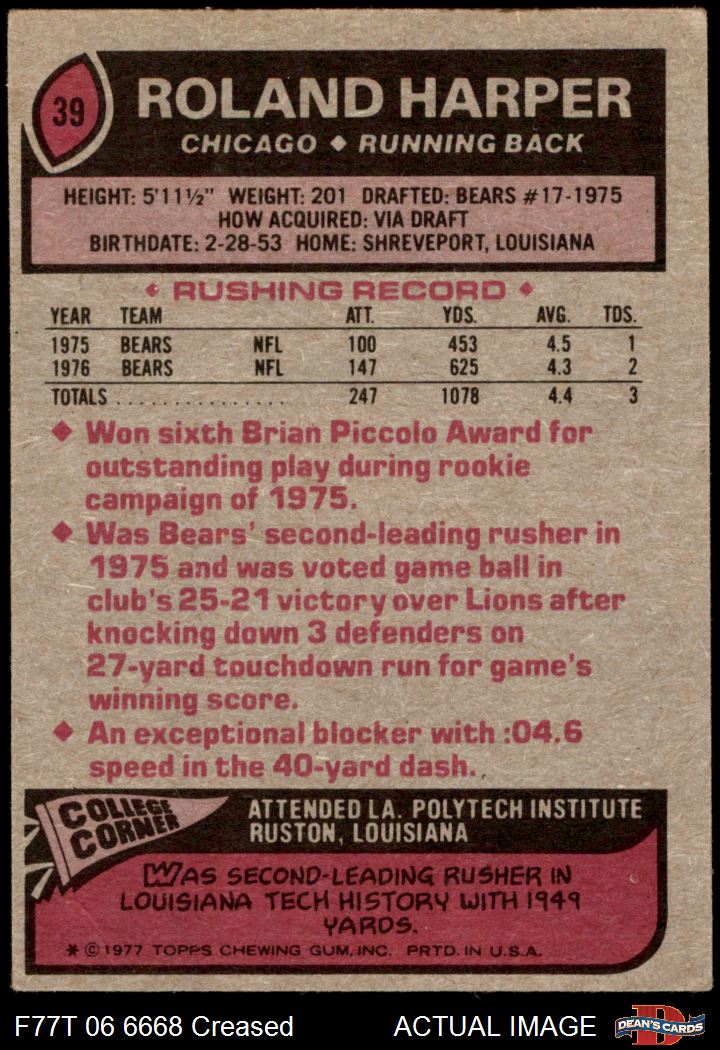 39
ROLAND HARPER
CHICAGO ◆ RUNNING BACK
HEIGHT: 5'11½" WEIGHT: 201 DRAFTED: BEARS #17-1975
HOW ACQUIRED: VIA DRAFT
BIRTHDATE: 2-28-53 HOME: SHREVEPORT, LOUISIANA
◆ RUSHING RECORD ◆
YEAR TEAM ATT. YDS. AVG. TDS.
1975 BEARS NFL 100 453 4.5 1
1976 BEARS NFL 147 625 4.3 2
TOTALS . . . . . . . . . . . . . . . 247 1078 4.4 3
◆ Won sixth Brian Piccolo Award for
outstanding play during rookie
campaign of 1975.
◆ Was Bears' second-leading rusher in
1975 and was voted game ball in
club's 25-21 victory over Lions after
knocking down 3 defenders on
27-yard touchdown run for game's
winning score.
◆ An exceptional blocker with :04.6
speed in the 40-yard dash.
COLLEGE
CORNER
ATTENDED LA. POLYTECH INSTITUTE
RUSTON, LOUISIANA
WAS SECOND-LEADING RUSHER IN
LOUISIANA TECH HISTORY WITH 1949
YARDS.
* © 1977 TOPPS CHEWING GUM, INC. PRTD. IN U.S.A.
F77T 06 6668 Creased ACTUAL IMAGE
D
DEAN'S CARDS